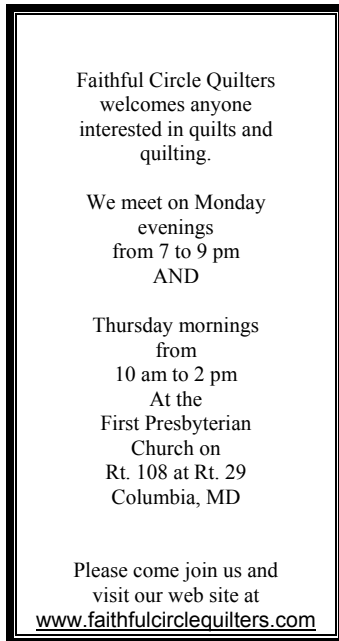 Faithful Circle Quilters
welcomes anyone
interested in quilts and
quilting.
We meet on Monday
evenings
from 7 to 9 pm
AND
Thursday mornings
from
10 am to 2 pm
At the
First Presbyterian
Church on
Rt. 108 at Rt. 29
Columbia, MD
Please come join us and
visit our web site at
www.faithfulcirclequilters.com